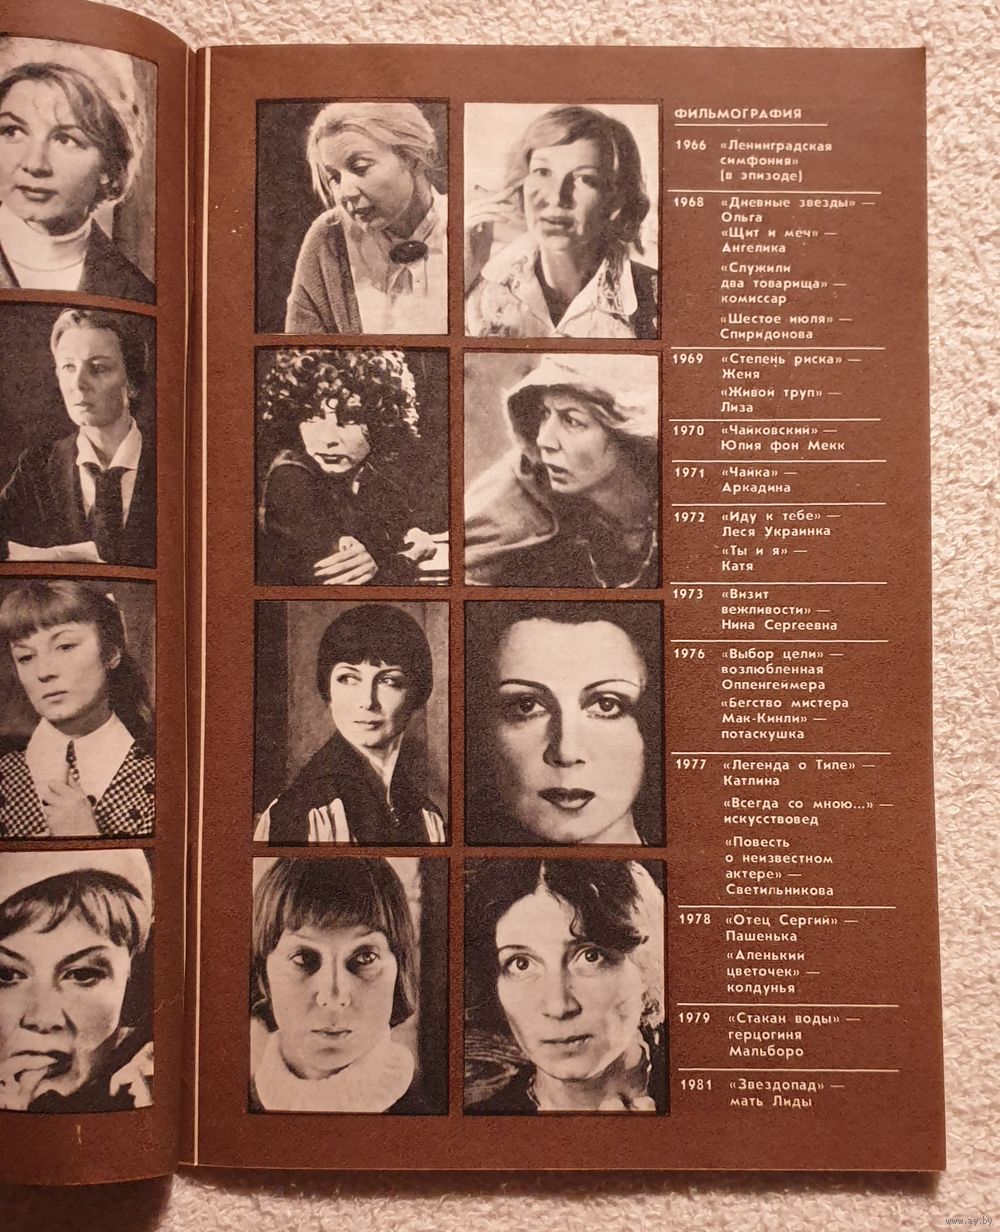 ФИЛЬМОГРАФИЯ
1966 «Ленинградская
симфония»
(в эпизоде)
1968 «Дневные звезды» —
Ольга
«Щит и меч» —
Ангелика
«Служили
два товарища» —
комиссар
«Шестое июля» —
Спиридонова
1969 «Степень риска» —
Женя
«Живой труп» —
Лиза
1970 «Чайковский» —
Юлия фон Мекк
1971 «Чайка» —
Аркадина
1972 «Иду к тебе» —
Леся Украинка
«Ты и я» —
Катя
1973 «Визит
вежливости» —
Нина Сергеевна
1976 «Выбор цели» —
возлюбленная
Оппенгеймера
«Бегство мистера
Мак-Кинли» —
потаскушка
1977 «Легенда о Тиле» —
Катлина
«Всегда со мною...» —
искусствовед
«Повесть
о неизвестном
актере» —
Светильникова
1978 «Отец Сергий» —
Пашенька
«Аленький
цветочек» —
колдунья
1979 «Стакан воды» —
герцогиня
Мальборо
1981 «Звездопад» —
мать Лиды
www.ay.by